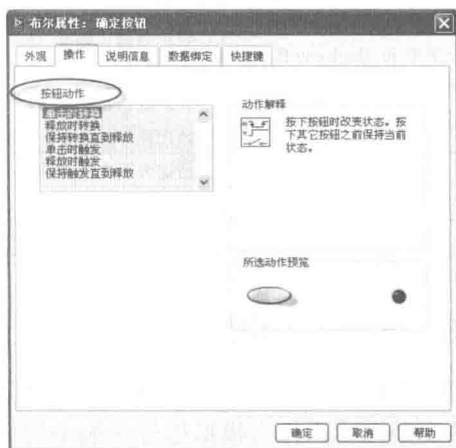 布尔属性：确定按钮
外观 操作 说明信息 数据绑定 快捷键
按钮动作
单击时转换
释放时转换
保持转换直到释放
单击时触发
释放时触发
保持触发直到释放
动作解释
按下按钮时改变状态。按
下其它按钮之前保持当前
状态。
所选动作预览
确定 取消 帮助